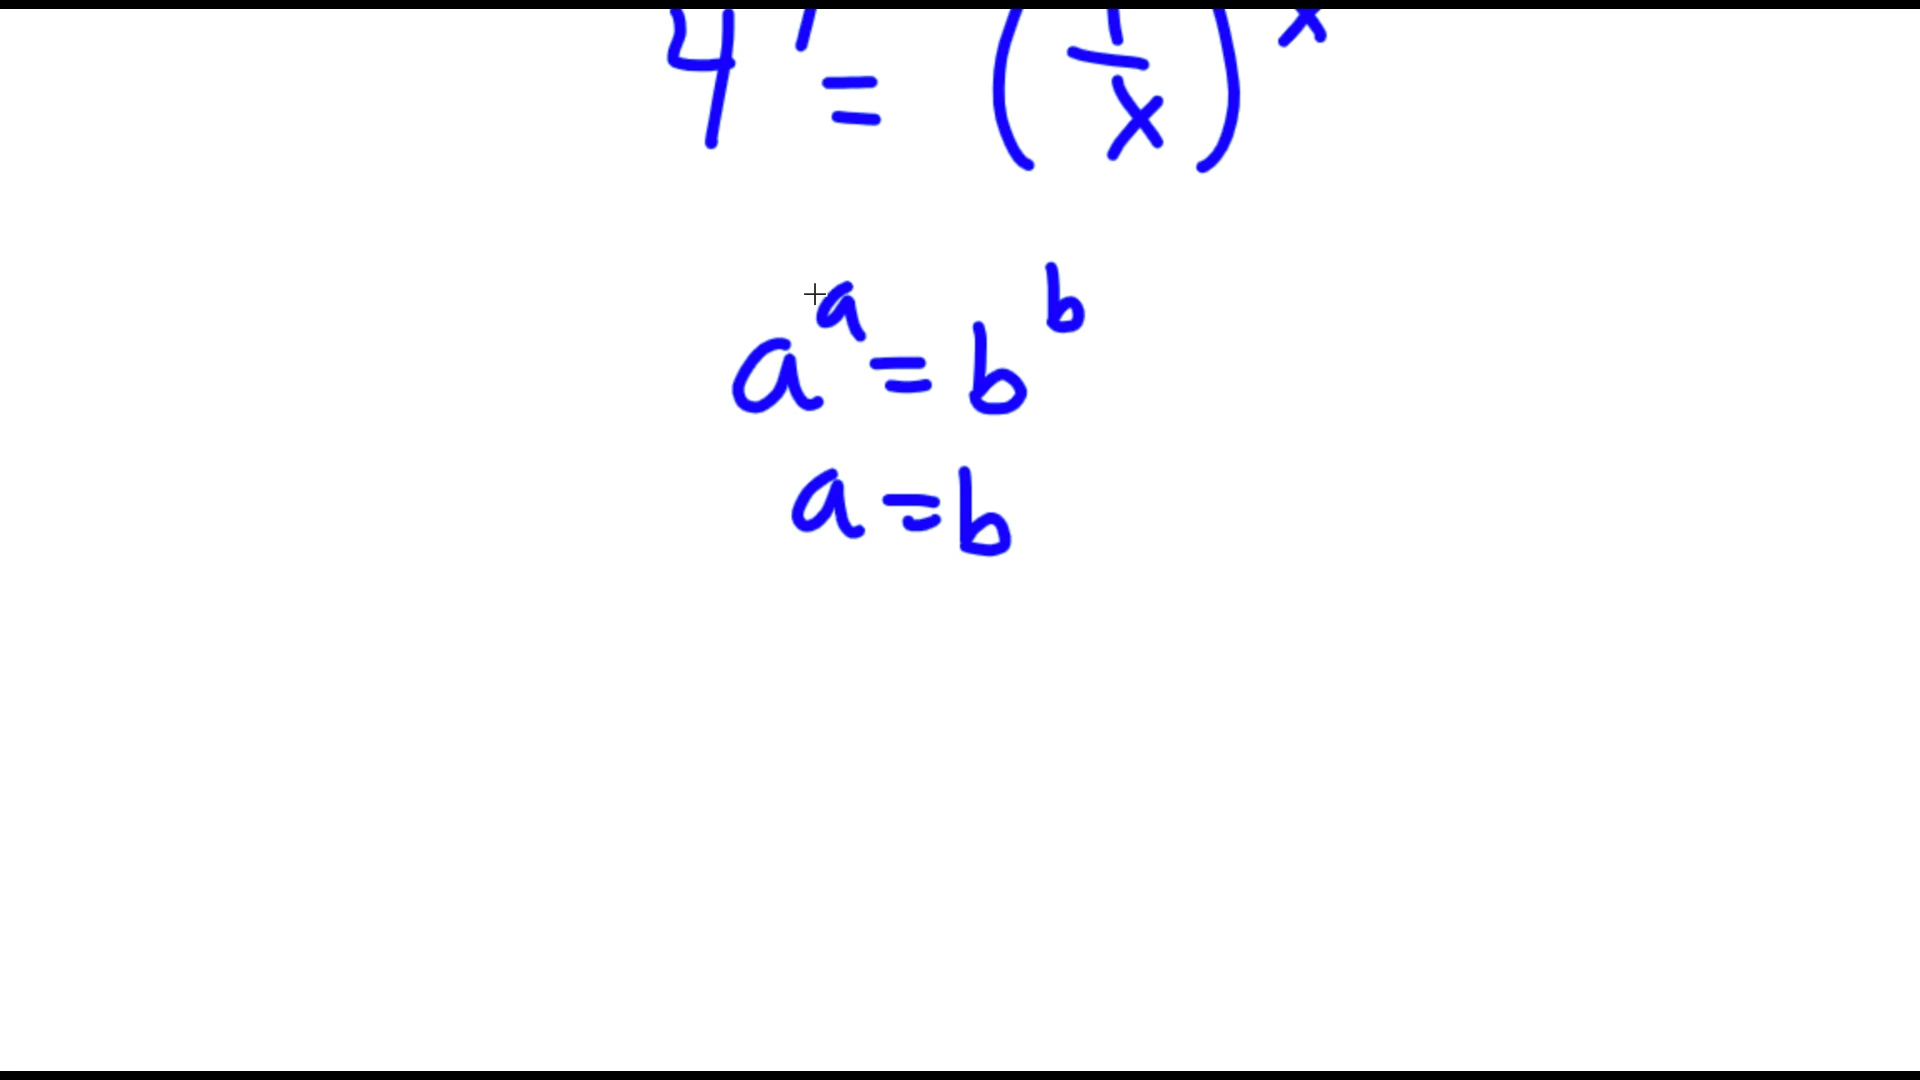 4 = (1/x)^x
a^a = b^b
a = b